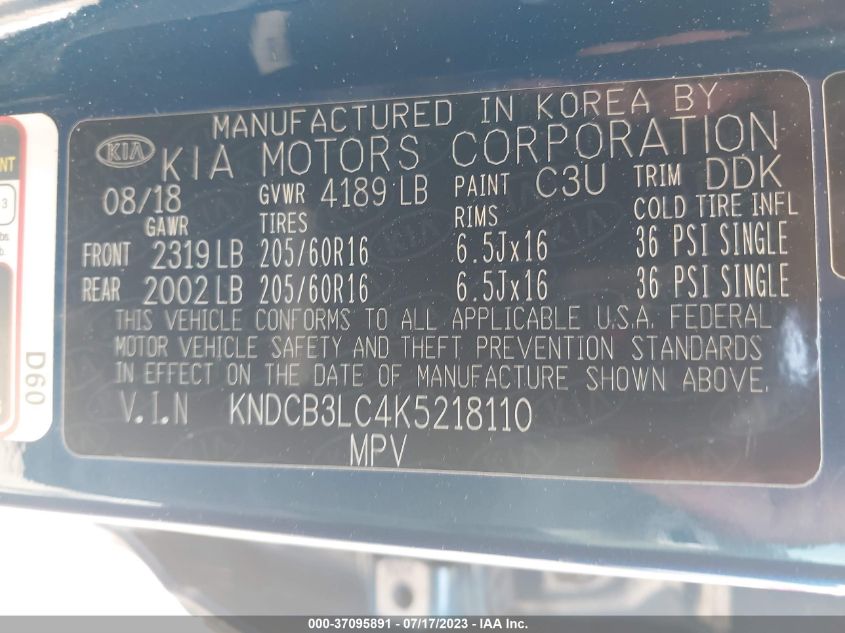 MANUFACTURED IN KOREA BY
KIA KIA MOTORS CORPORATION
08/18 GVWR 4189 LB PAINT C3U TRIM DDK
GAWR TIRES RIMS COLD TIRE INFL
FRONT 2319 LB 205/60R16 6.5Jx16 36 PSI SINGLE
REAR 2002 LB 205/60R16 6.5Jx16 36 PSI SINGLE
THIS VEHICLE CONFORMS TO ALL APPLICABLE U.S.A. FEDERAL
MOTOR VEHICLE SAFETY AND THEFT PREVENTION STANDARDS
IN EFFECT ON THE DATE OF MANUFACTURE SHOWN ABOVE.
V.I.N KNDCB3LC4K5218110
MPV
D60
000-37095891 - 07/17/2023 - IAA Inc.